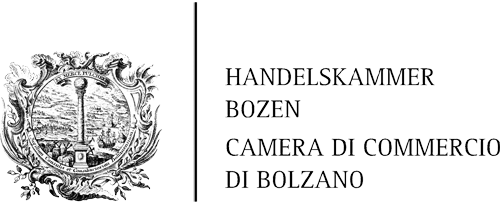 HANDELSKAMMER
BOZEN
CAMERA DI COMMERCIO
DI BOLZANO